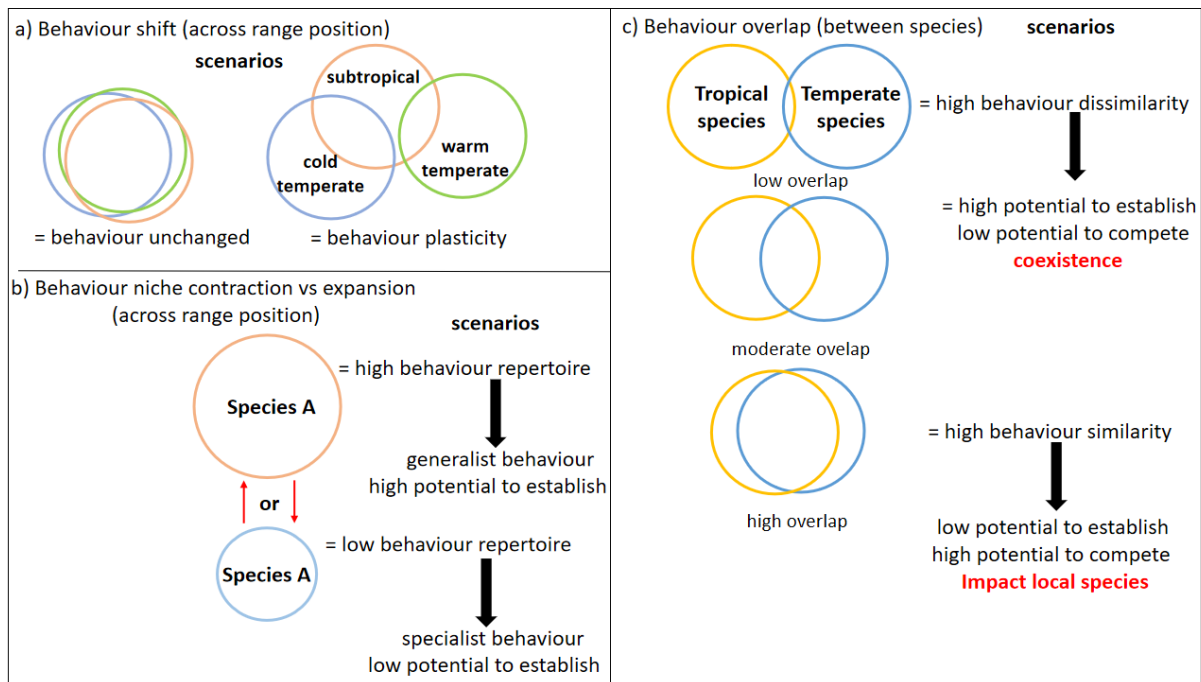 a) Behaviour shift (across range position)
scenarios
subtropical
cold
temperate
warm
temperate
= behaviour unchanged
= behaviour plasticity
b) Behaviour niche contraction vs expansion
(across range position)
scenarios
= high behaviour repertoire
Species A
generalist behaviour
high potential to establish
or
= low behaviour repertoire
Species A
specialist behaviour
low potential to establish
c) Behaviour overlap (between species)
scenarios
Tropical
species
Temperate
species
= high behaviour dissimilarity
low overlap
= high potential to establish
low potential to compete
coexistence
moderate ovelap
= high behaviour similarity
high overlap
low potential to establish
high potential to compete
Impact local species